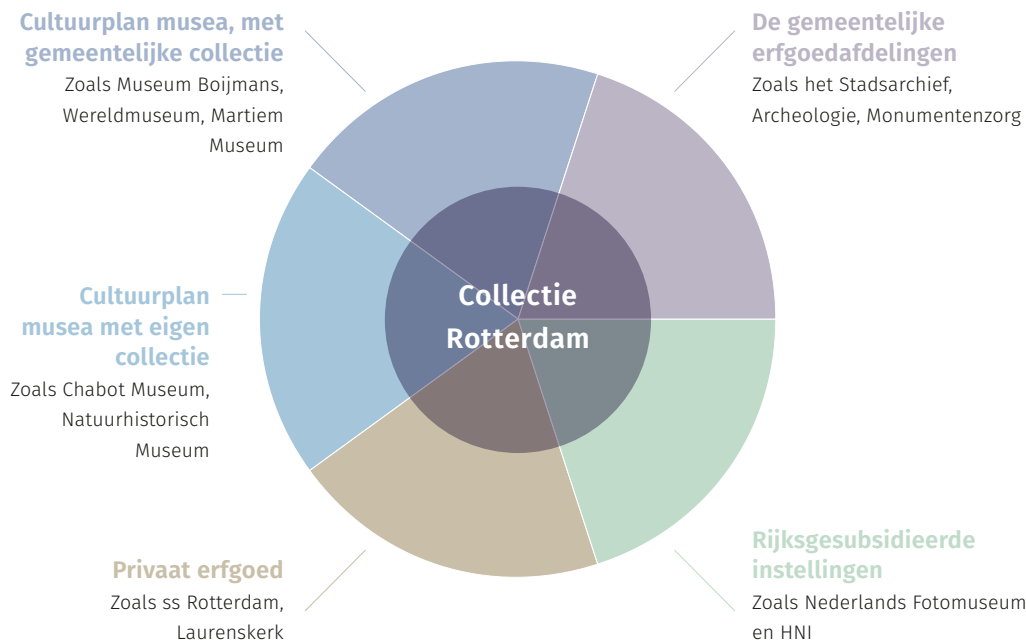 Cultuurplan musea, met
gemeentelijke collectie
Zoals Museum Boijmans,
Wereldmuseum, Martiem
Museum
De gemeentelijke
erfgoedafdelingen
Zoals het Stadsarchief,
Archeologie, Monumentenzorg
Collectie
Rotterdam
Cultuurplan
musea met eigen
collectie
Zoals Chabot Museum,
Natuurhistorisch
Museum
Privaat erfgoed
Zoals ss Rotterdam,
Laurenskerk
Rijksgesubsidieerde
instellingen
Zoals Nederlands Fotomuseum
en HNI